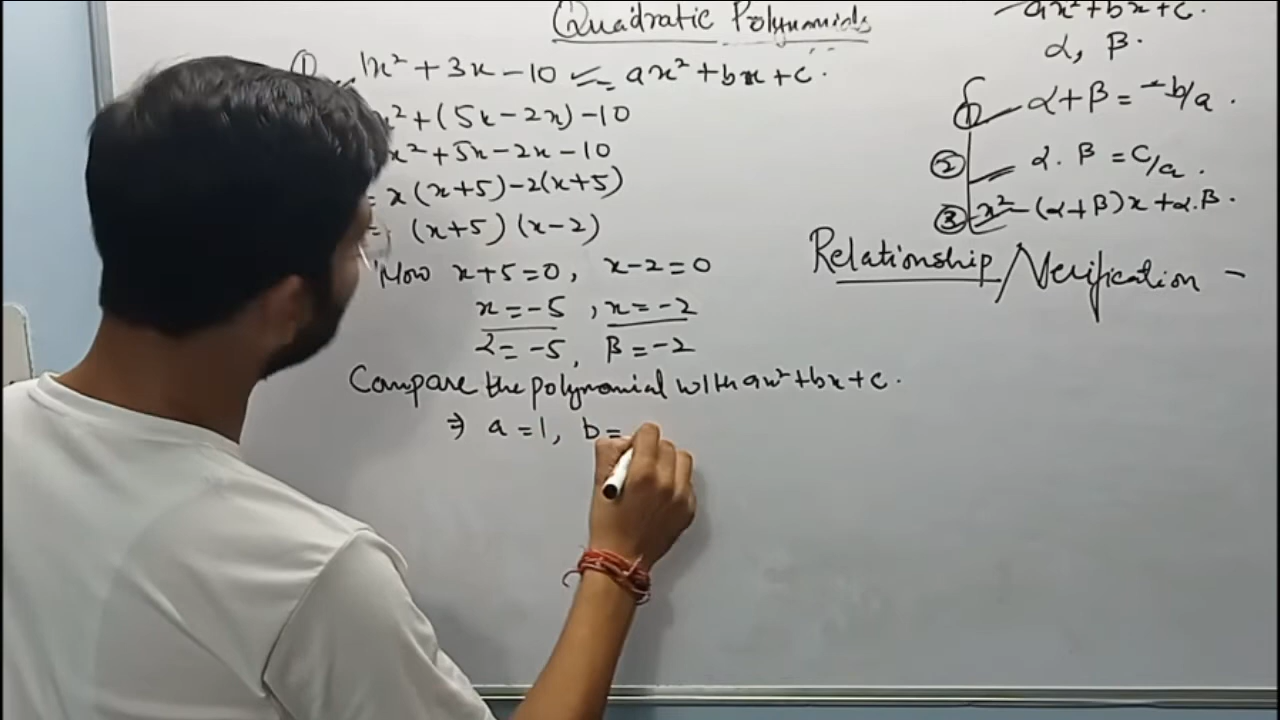 Quadratic Polynomials
① 1x² + 3x - 10 = ax² + bx + c.
x² + (5x - 2x) - 10
x² + 5x - 2x - 10
= x(x+5) - 2(x+5)
= (x+5) (x-2)
Now x+5=0, x-2=0
x = -5 , x = -2
α = -5, β = -2
Compare the polynomial with ax² + bx + c.
⇒ a = 1, b =
ax² + bx + c.
α, β.
α + β = -b/a.
② α . β = c/a.
③ x² - (α+β)x + α.β.
Relationship/Verification -